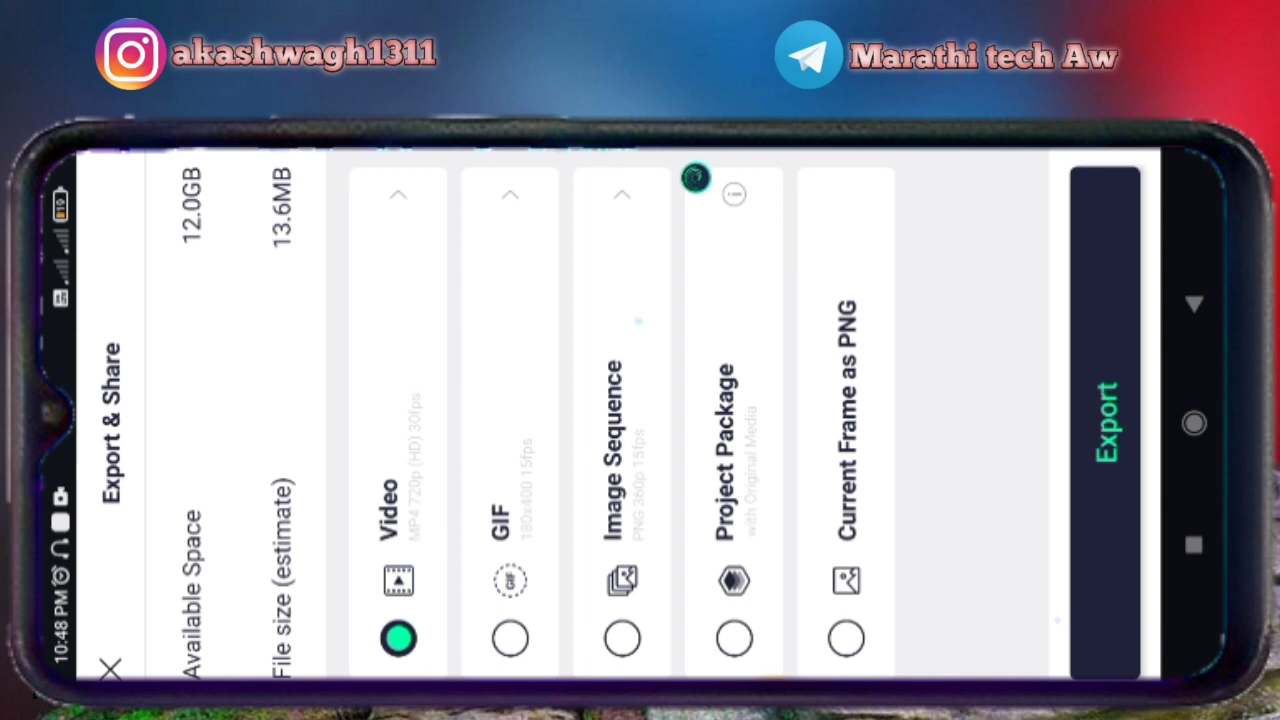 akashwagh1311
Marathi tech Aw
10:48 PM
19
Export & Share
Available Space
12.0GB
File size (estimate)
13.6MB
Video
MP4 720p (HD) 30fps
GIF
GIF
180x400 15fps
Image Sequence
PNG 360p 15fps
Project Package
with Original Media
Current Frame as PNG
Export